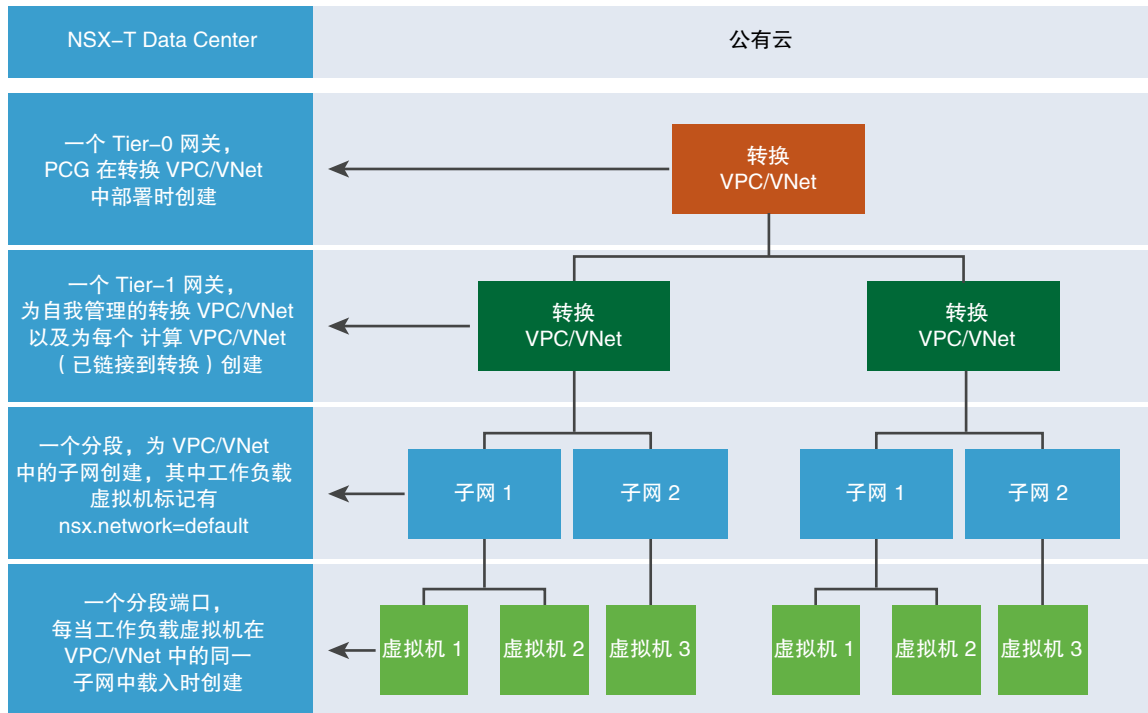 NSX–T Data Center
公有云
一个 Tier–0 网关，
PCG 在转换 VPC/VNet
中部署时创建
转换
VPC/VNet
一个 Tier–1 网关，
为自我管理的转换 VPC/VNet
以及为每个 计算 VPC/VNet
（已链接到转换）创建
转换
VPC/VNet
转换
VPC/VNet
一个分段，为 VPC/VNet
中的子网创建，其中工作负载
虚拟机标记有
nsx.network=default
子网 1
子网 2
子网 1
子网 2
一个分段端口，
每当工作负载虚拟机在
VPC/VNet 中的同一
子网中载入时创建
虚拟机 1
虚拟机 2
虚拟机 3
虚拟机 1
虚拟机 2
虚拟机 3